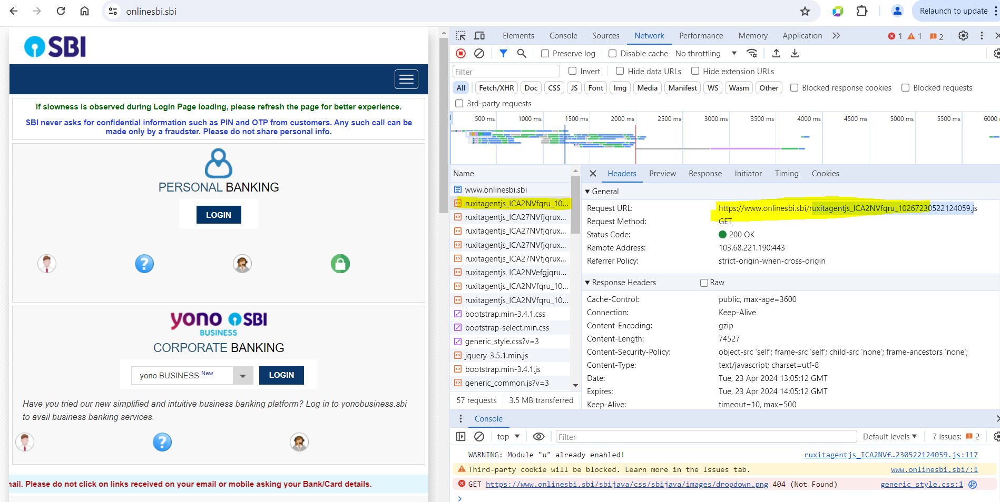 onlinesbi.sbi
Relaunch to update
SBI
If slowness is observed during Login Page loading, please refresh the page for better experience.
SBI never asks for confidential information such as PIN and OTP from customers. Any such call can be
made only by a fraudster. Please do not share personal info.
PERSONAL BANKING
LOGIN
?
yono SBI
BUSINESS
CORPORATE BANKING
yono BUSINESS New
LOGIN
Have you tried our new simplified and intuitive business banking platform? Log in to yonobusiness.sbi
to avail business banking services.
?
nail. Please do not click on links received on your email or mobile asking your Bank/Card details.
Elements Console Sources Network Performance Memory Application 1 1 2
Preserve log Disable cache No throttling
Filter Invert Hide data URLs Hide extension URLs
All Fetch/XHR Doc CSS JS Font Img Media Manifest WS Wasm Other Blocked response cookies Blocked requests
3rd-party requests
500 ms 1000 ms 1500 ms 2000 ms 2500 ms 3000 ms 3500 ms 4000 ms 4500 ms 5000 ms 5500 ms 6000
Name
www.onlinesbi.sbi
ruxitagentjs_ICA2NVfqru_10...
ruxitagentjs_ICA27NVfjqrux...
ruxitagentjs_ICA27NVfjqrux...
ruxitagentjs_ICA27NVfjqrux...
ruxitagentjs_ICA27NVfjqrux...
ruxitagentjs_ICA2NVefgjqru...
ruxitagentjs_ICA2NVfqru_10...
ruxitagentjs_ICA2NVfqru_10...
bootstrap.min-3.4.1.css
bootstrap-select.min.css
generic_style.css?v=3
jquery-3.5.1.min.js
bootstrap.min-3.4.1.js
generic_common.js?v=3
57 requests 3.5 MB transferred
Headers Preview Response Initiator Timing Cookies
General
Request URL: https://www.onlinesbi.sbi/ruxitagentjs_ICA2NVfqru_10267230522124059.js
Request Method: GET
Status Code: 200 OK
Remote Address: 103.68.221.190:443
Referrer Policy: strict-origin-when-cross-origin
Response Headers Raw
Cache-Control: public, max-age=3600
Connection: Keep-Alive
Content-Encoding: gzip
Content-Length: 74527
Content-Security-Policy: object-src 'self'; frame-src 'self'; child-src 'none'; frame-ancestors 'none';
Content-Type: text/javascript; charset=utf-8
Date: Tue, 23 Apr 2024 13:05:12 GMT
Expires: Tue, 23 Apr 2024 14:05:12 GMT
Keep-Alive: timeout=10, max=500
Console
top Filter Default levels 7 Issues: 2
WARNING: Module "u" already enabled! ruxitagentjs_ICA2NVf…230522124059.js:117
Third-party cookie will be blocked. Learn more in the Issues tab. www.onlinesbi.sbi/:1
GET https://www.onlinesbi.sbi/sbijava/css/sbijava/images/dropdown.png 404 (Not Found) generic_style.css:1